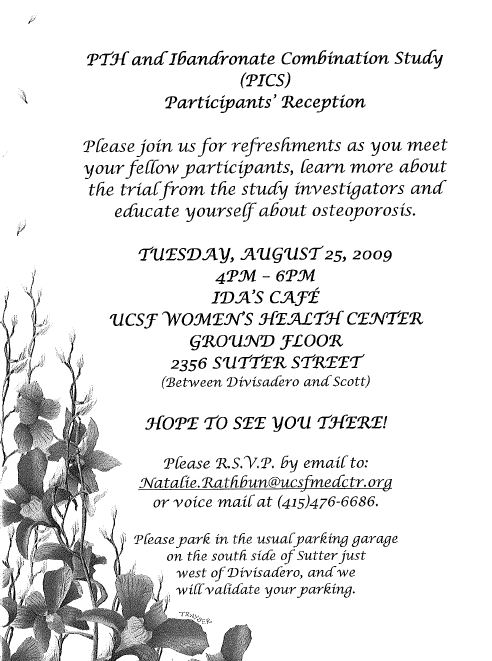 PTH and Ibandronate Combination Study
(PICS)
Participants' Reception
Please join us for refreshments as you meet
your fellow participants, learn more about
the trial from the study investigators and
educate yourself about osteoporosis.
TUESDAY, AUGUST 25, 2009
4PM – 6PM
IDA'S CAFÉ
UCSF WOMEN'S HEALTH CENTER
GROUND FLOOR
2356 SUTTER STREET
(Between Divisadero and Scott)
HOPE TO SEE YOU THERE!
Please R.S.V.P. by email to:
Natalie.Rathbun@ucsfmedctr.org
or voice mail at (415)476-6686.
Please park in the usual parking garage
on the south side of Sutter just
west of Divisadero, and we
will validate your parking.